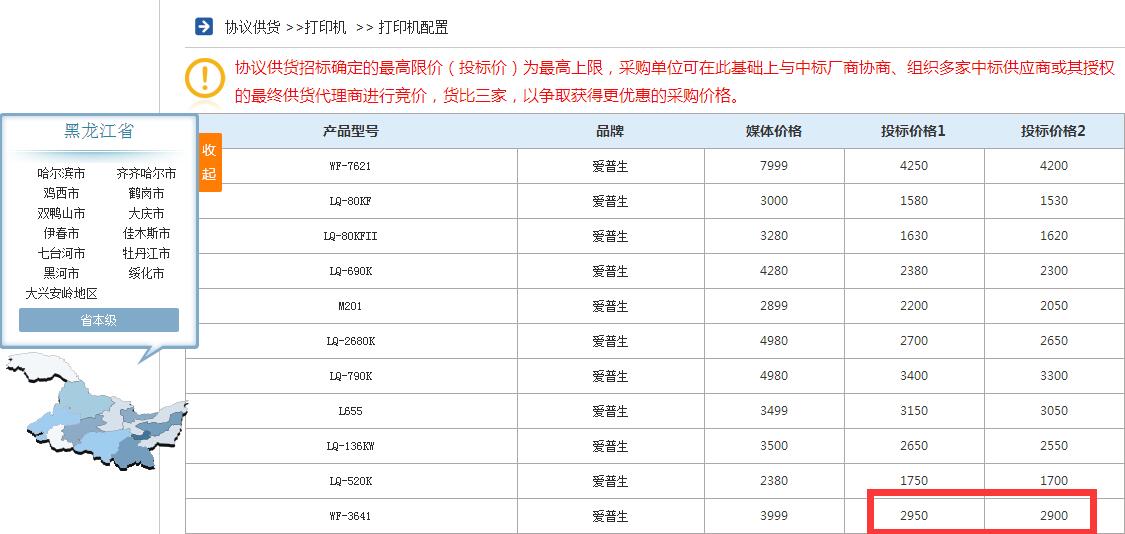 协议供货 >>打印机 >> 打印机配置
协议供货招标确定的最高限价（投标价）为最高上限，采购单位可在此基础上与中标厂商协商、组织多家中标供应商或其授权
的最终供货代理商进行竞价，货比三家，以争取获得更优惠的采购价格。
黑龙江省
哈尔滨市 齐齐哈尔市
鸡西市 鹤岗市
双鸭山市 大庆市
伊春市 佳木斯市
七台河市 牡丹江市
黑河市 绥化市
大兴安岭地区
省本级
收
起
产品型号 品牌 媒体价格 投标价格1 投标价格2
WF-7621 爱普生 7999 4250 4200
LQ-80KF 爱普生 3000 1580 1530
LQ-80KFII 爱普生 3280 1630 1620
LQ-690K 爱普生 4280 2380 2300
M201 爱普生 2899 2200 2050
LQ-2680K 爱普生 4980 2700 2650
LQ-790K 爱普生 4980 3400 3300
L655 爱普生 3499 3150 3050
LQ-136KW 爱普生 3500 2650 2550
LQ-520K 爱普生 2380 1750 1700
WF-3641 爱普生 3999 2950 2900